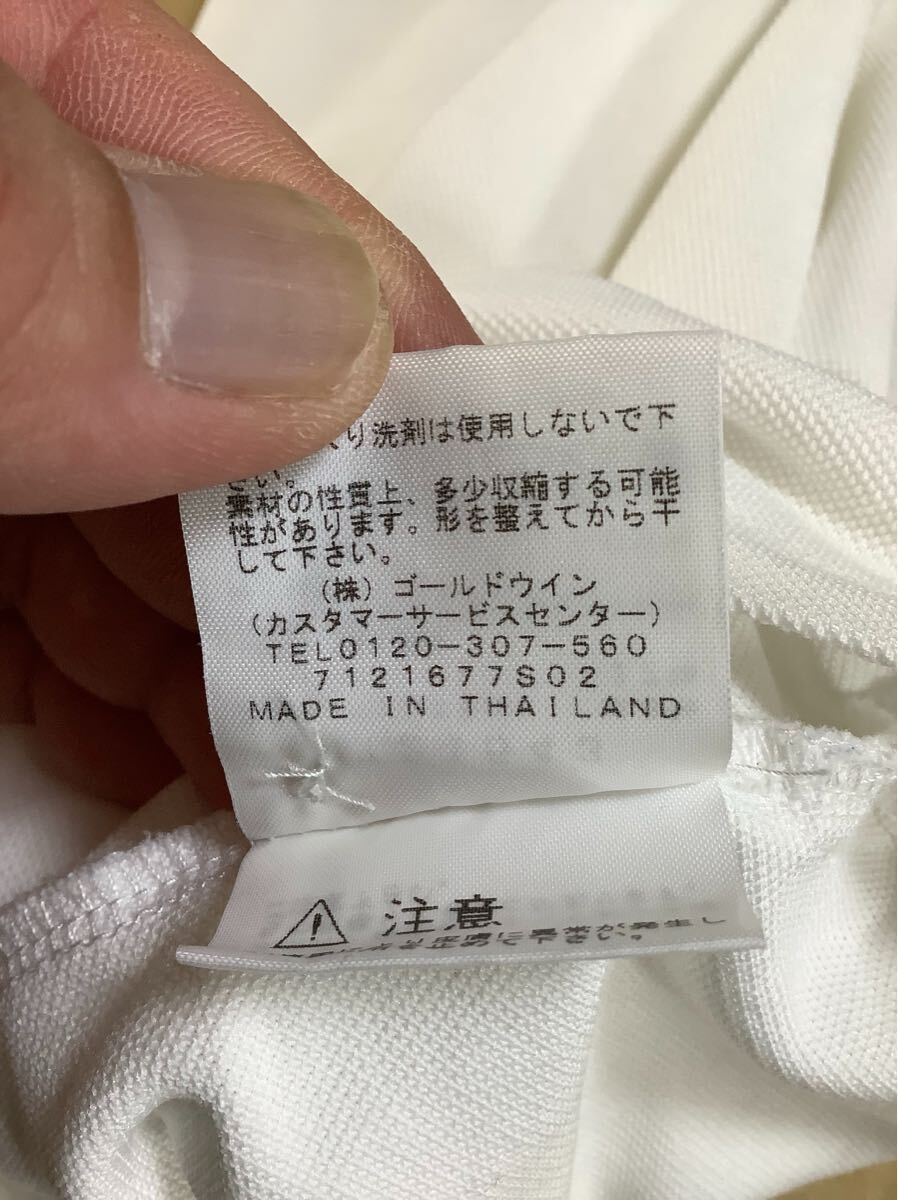 り洗剤は使用しないで下
さい。
素材の性質上、多少収縮する可能
性があります。形を整えてから干
して下さい。
(株) ゴールドウイン
(カスタマーサービスセンター)
TEL0120-307-560
7121677S02
MADE IN THAILAND
注意